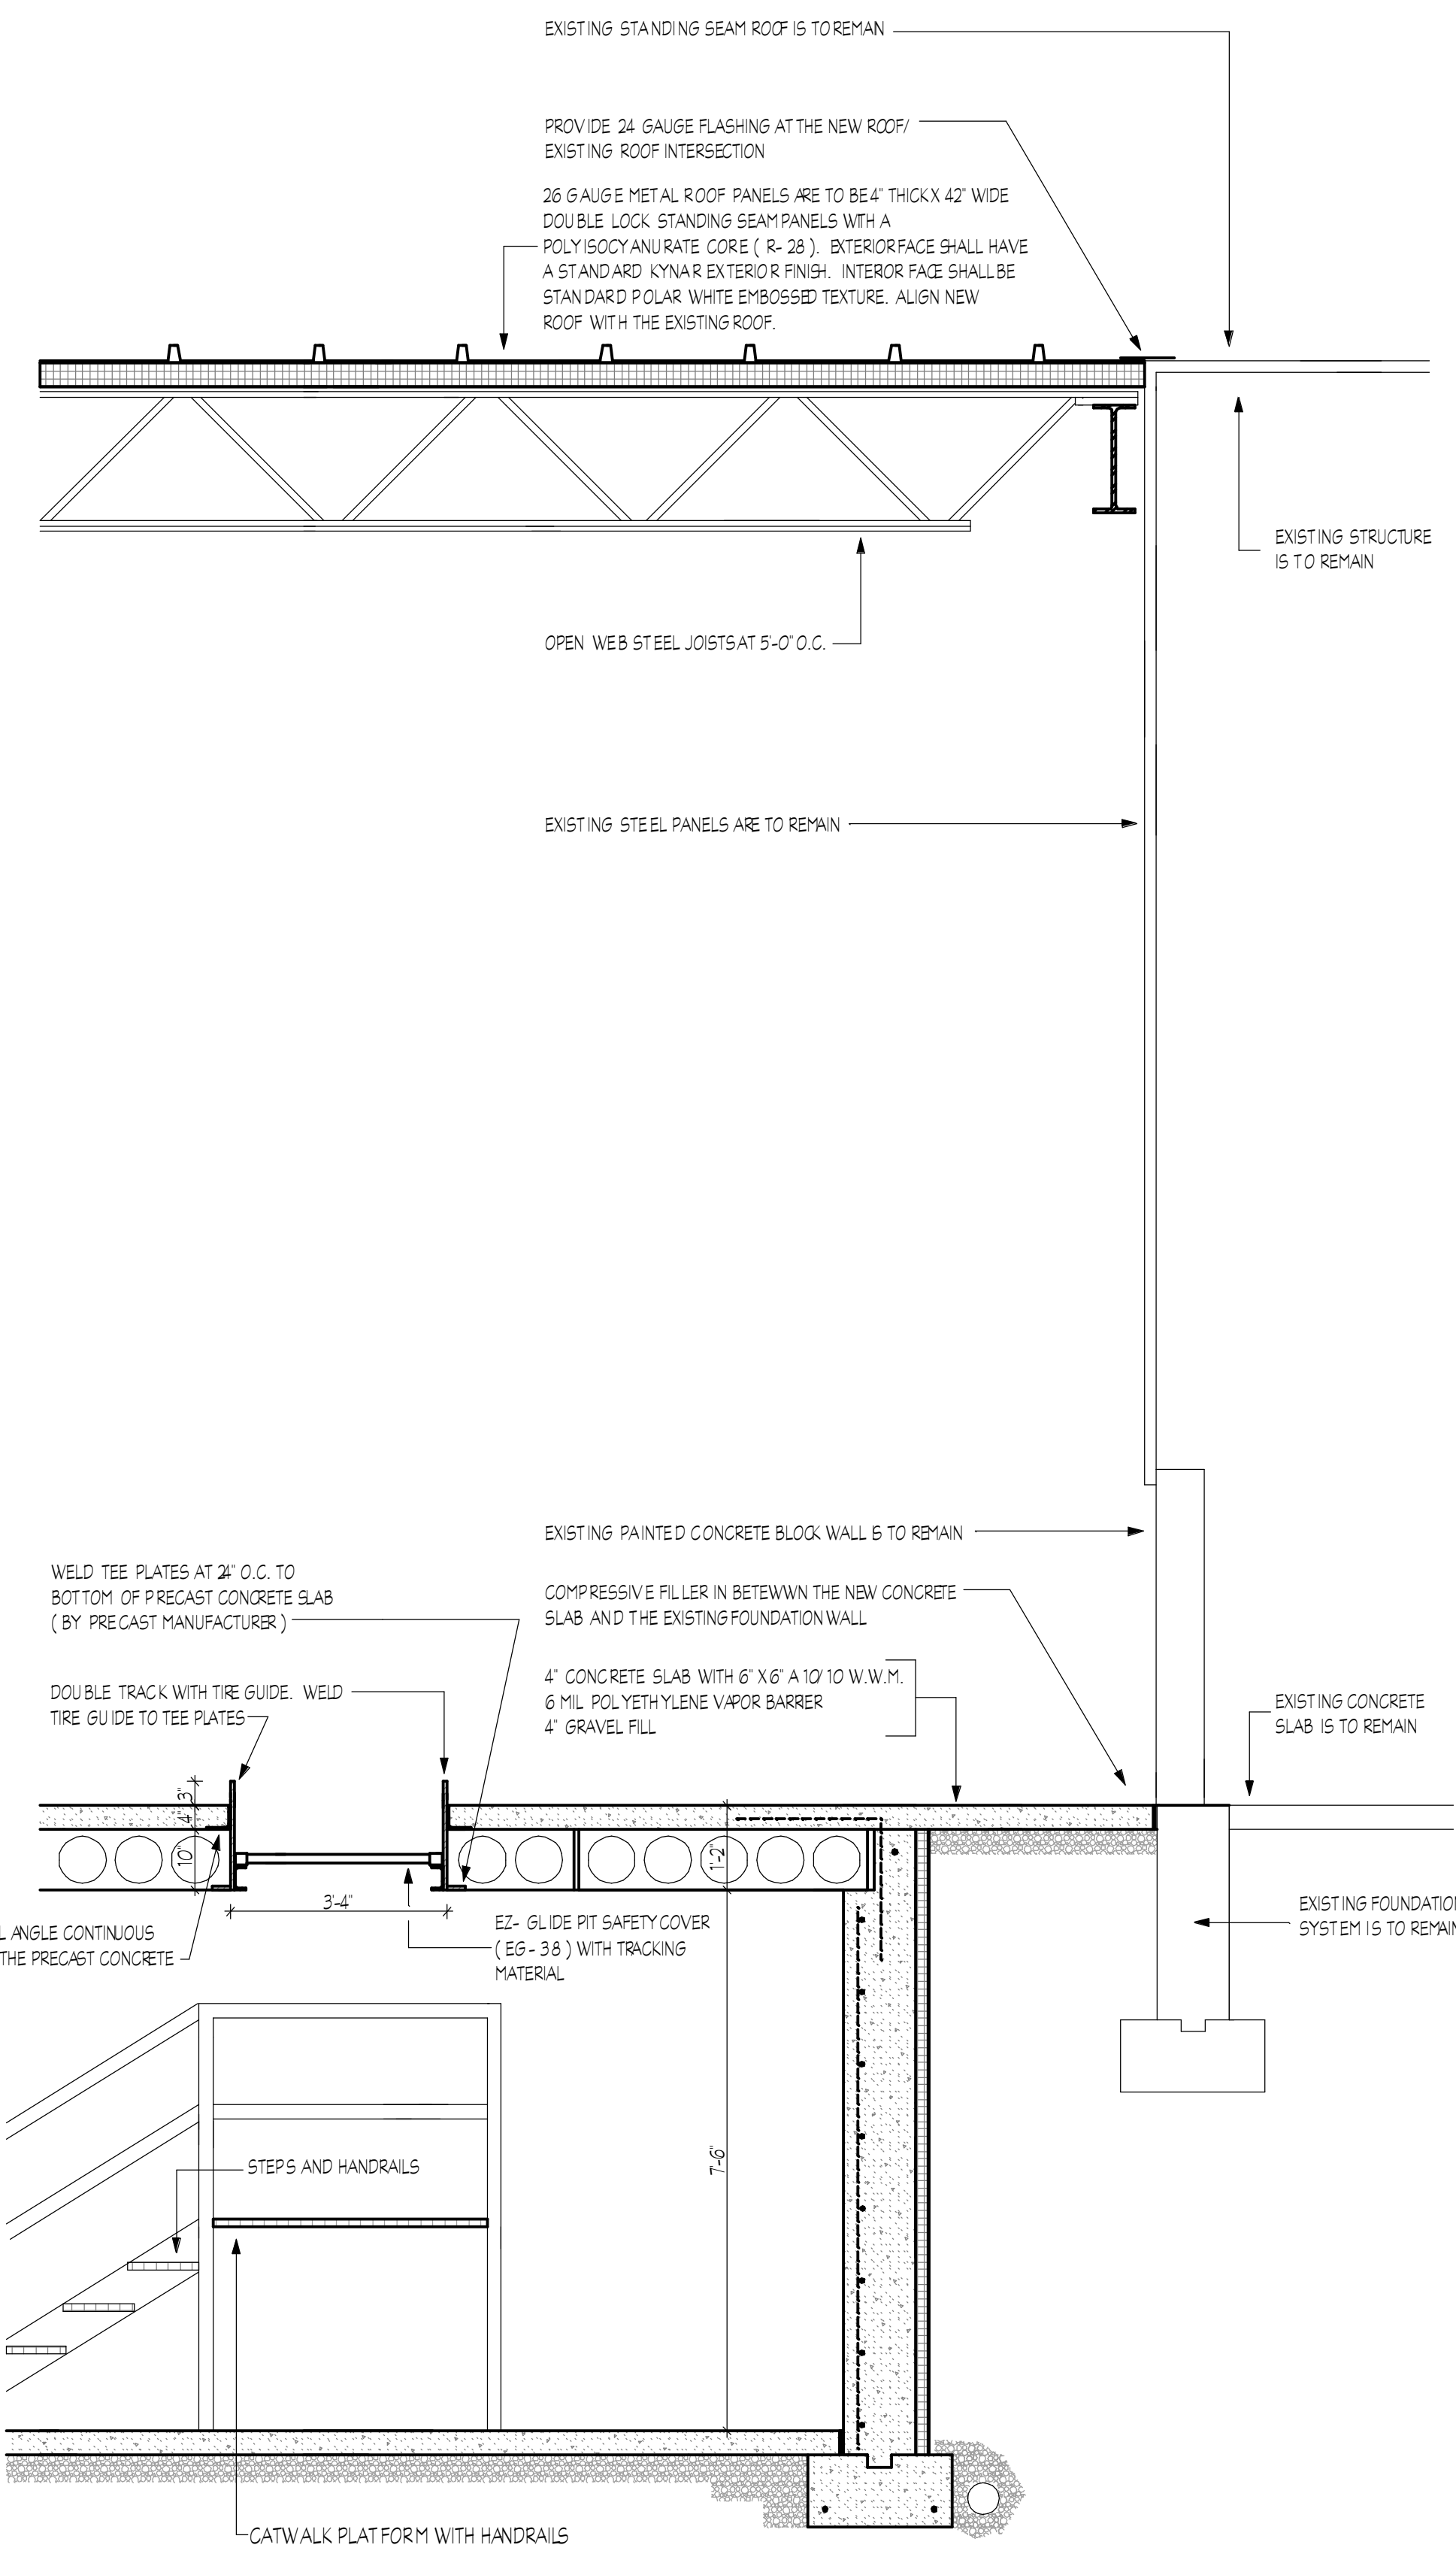 EXISTING STANDING SEAM ROOF IS TO REMAIN
PROVIDE 24 GAUGE FLASHING AT THE NEW ROOF/
EXISTING ROOF INTERSECTION
26 GAUGE METAL ROOF PANELS ARE TO BE 4" THICK X 42" WIDE
DOUBLE LOCK STANDING SEAM PANELS WITH A
POLYISOCYANURATE CORE ( R- 28 ). EXTERIOR FACE SHALL HAVE
A STANDARD KYNAR EXTERIOR FINISH. INTERIOR FACE SHALL BE
STANDARD POLAR WHITE EMBOSSED TEXTURE. ALIGN NEW
ROOF WITH THE EXISTING ROOF.
EXISTING STRUCTURE
IS TO REMAIN
OPEN WEB STEEL JOISTS AT 5'-0" O.C.
EXISTING STEEL PANELS ARE TO REMAIN
EXISTING PAINTED CONCRETE BLOCK WALL IS TO REMAIN
WELD TEE PLATES AT 24" O.C. TO
BOTTOM OF PRECAST CONCRETE SLAB
( BY PRECAST MANUFACTURER )
COMPRESSIVE FILLER IN BETEWWN THE NEW CONCRETE
SLAB AND THE EXISTING FOUNDATION WALL
4" CONCRETE SLAB WITH 6" X 6" A 10/ 10 W.W.M.
6 MIL POLYETHYLENE VAPOR BARRIER
4" GRAVEL FILL
DOUBLE TRACK WITH TIRE GUIDE. WELD
TIRE GUIDE TO TEE PLATES
EXISTING CONCRETE
SLAB IS TO REMAIN
3"
4"
10"
1'-2"
3'-4"
L ANGLE CONTINUOUS
THE PRECAST CONCRETE
EZ- GLIDE PIT SAFETY COVER
( EG - 38 ) WITH TRACKING
MATERIAL
EXISTING FOUNDATIO
SYSTEM IS TO REMAIN
7'-6"
STEPS AND HANDRAILS
CATWALK PLATFORM WITH HANDRAILS